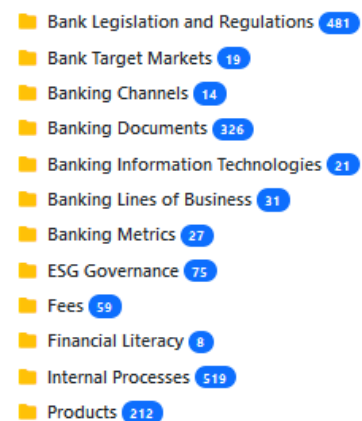 Bank Legislation and Regulations 481
Bank Target Markets 19
Banking Channels 14
Banking Documents 326
Banking Information Technologies 21
Banking Lines of Business 31
Banking Metrics 27
ESG Governance 75
Fees 59
Financial Literacy 8
Internal Processes 519
Products 212